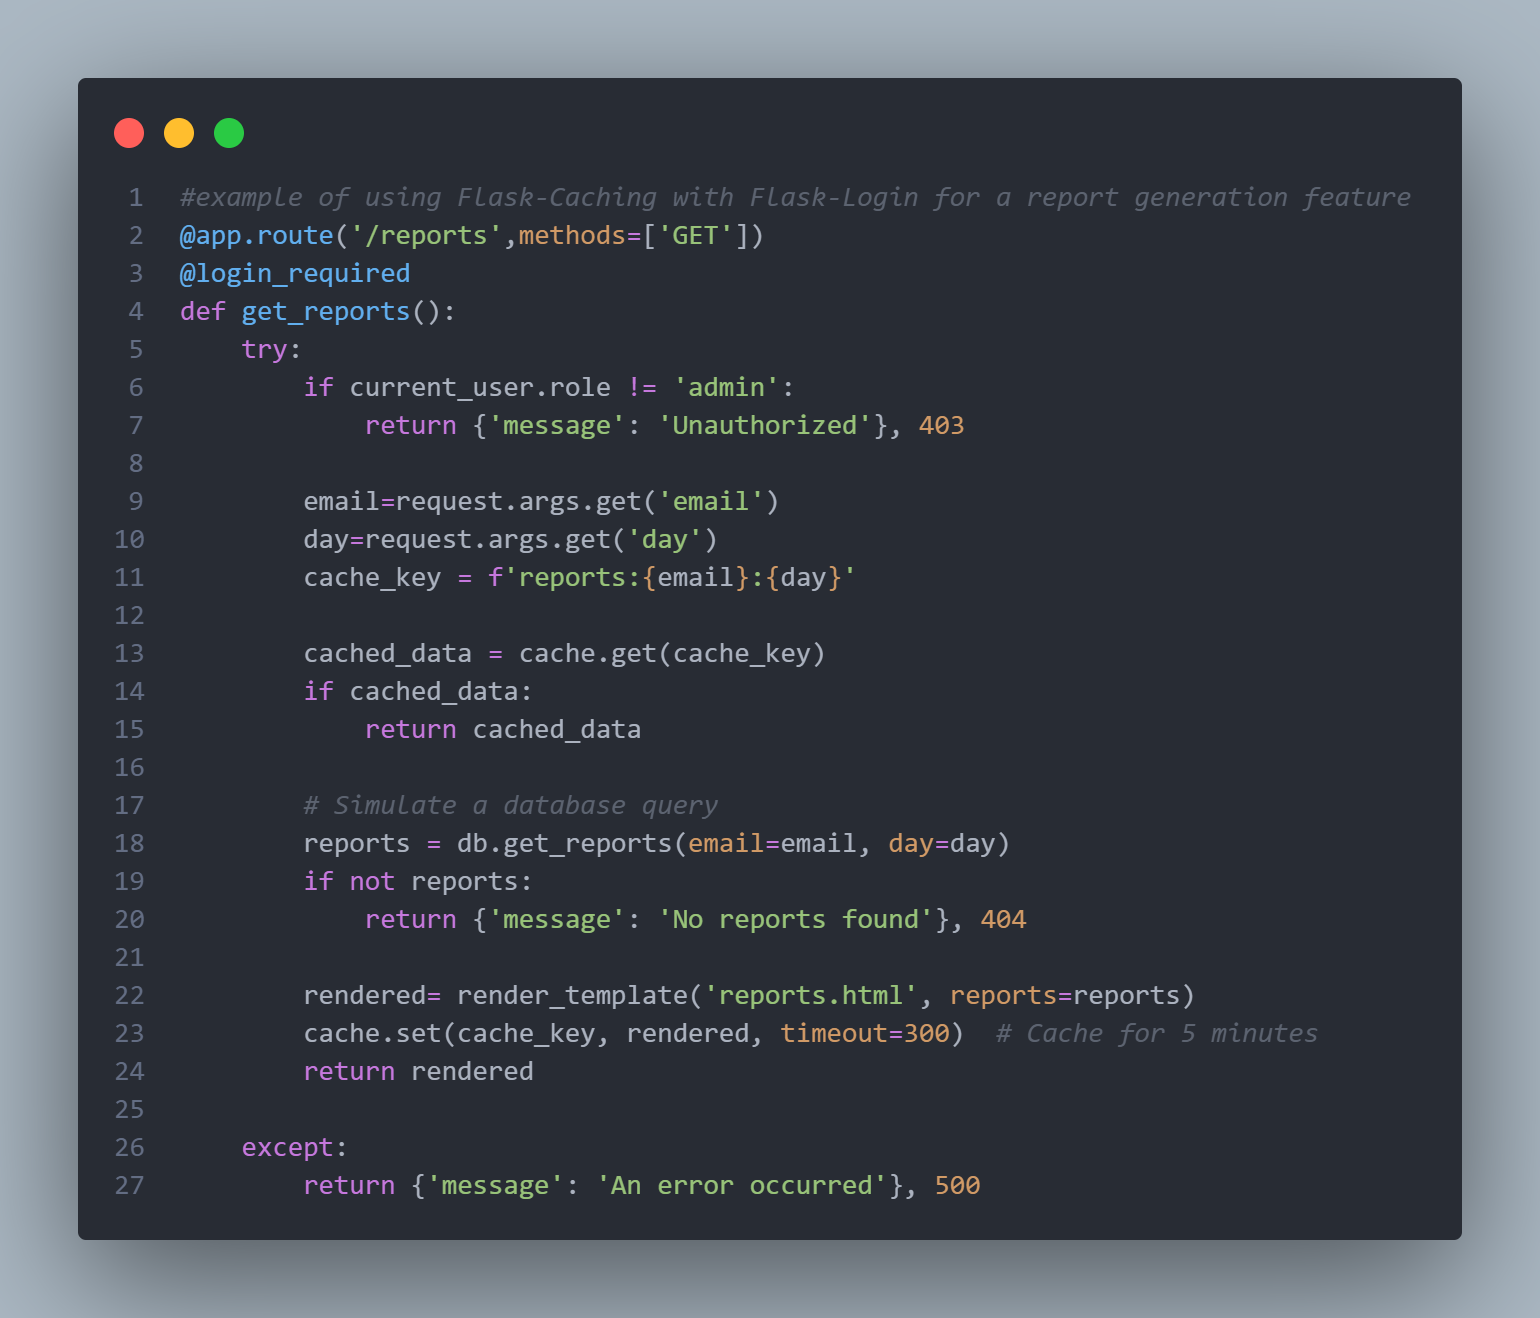 1 #example of using Flask-Caching with Flask-Login for a report generation feature
2 @app.route('/reports',methods=['GET'])
3 @login_required
4 def get_reports():
5     try:
6         if current_user.role != 'admin':
7             return {'message': 'Unauthorized'}, 403
8
9         email=request.args.get('email')
10         day=request.args.get('day')
11         cache_key = f'reports:{email}:{day}'
12
13         cached_data = cache.get(cache_key)
14         if cached_data:
15             return cached_data
16
17         # Simulate a database query
18         reports = db.get_reports(email=email, day=day)
19         if not reports:
20             return {'message': 'No reports found'}, 404
21
22         rendered= render_template('reports.html', reports=reports)
23         cache.set(cache_key, rendered, timeout=300)  # Cache for 5 minutes
24         return rendered
25
26     except:
27         return {'message': 'An error occurred'}, 500